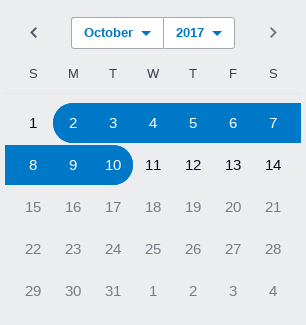 October 2017
S M T W T F S
1 2 3 4 5 6 7
8 9 10 11 12 13 14
15 16 17 18 19 20 21
22 23 24 25 26 27 28
29 30 31 1 2 3 4